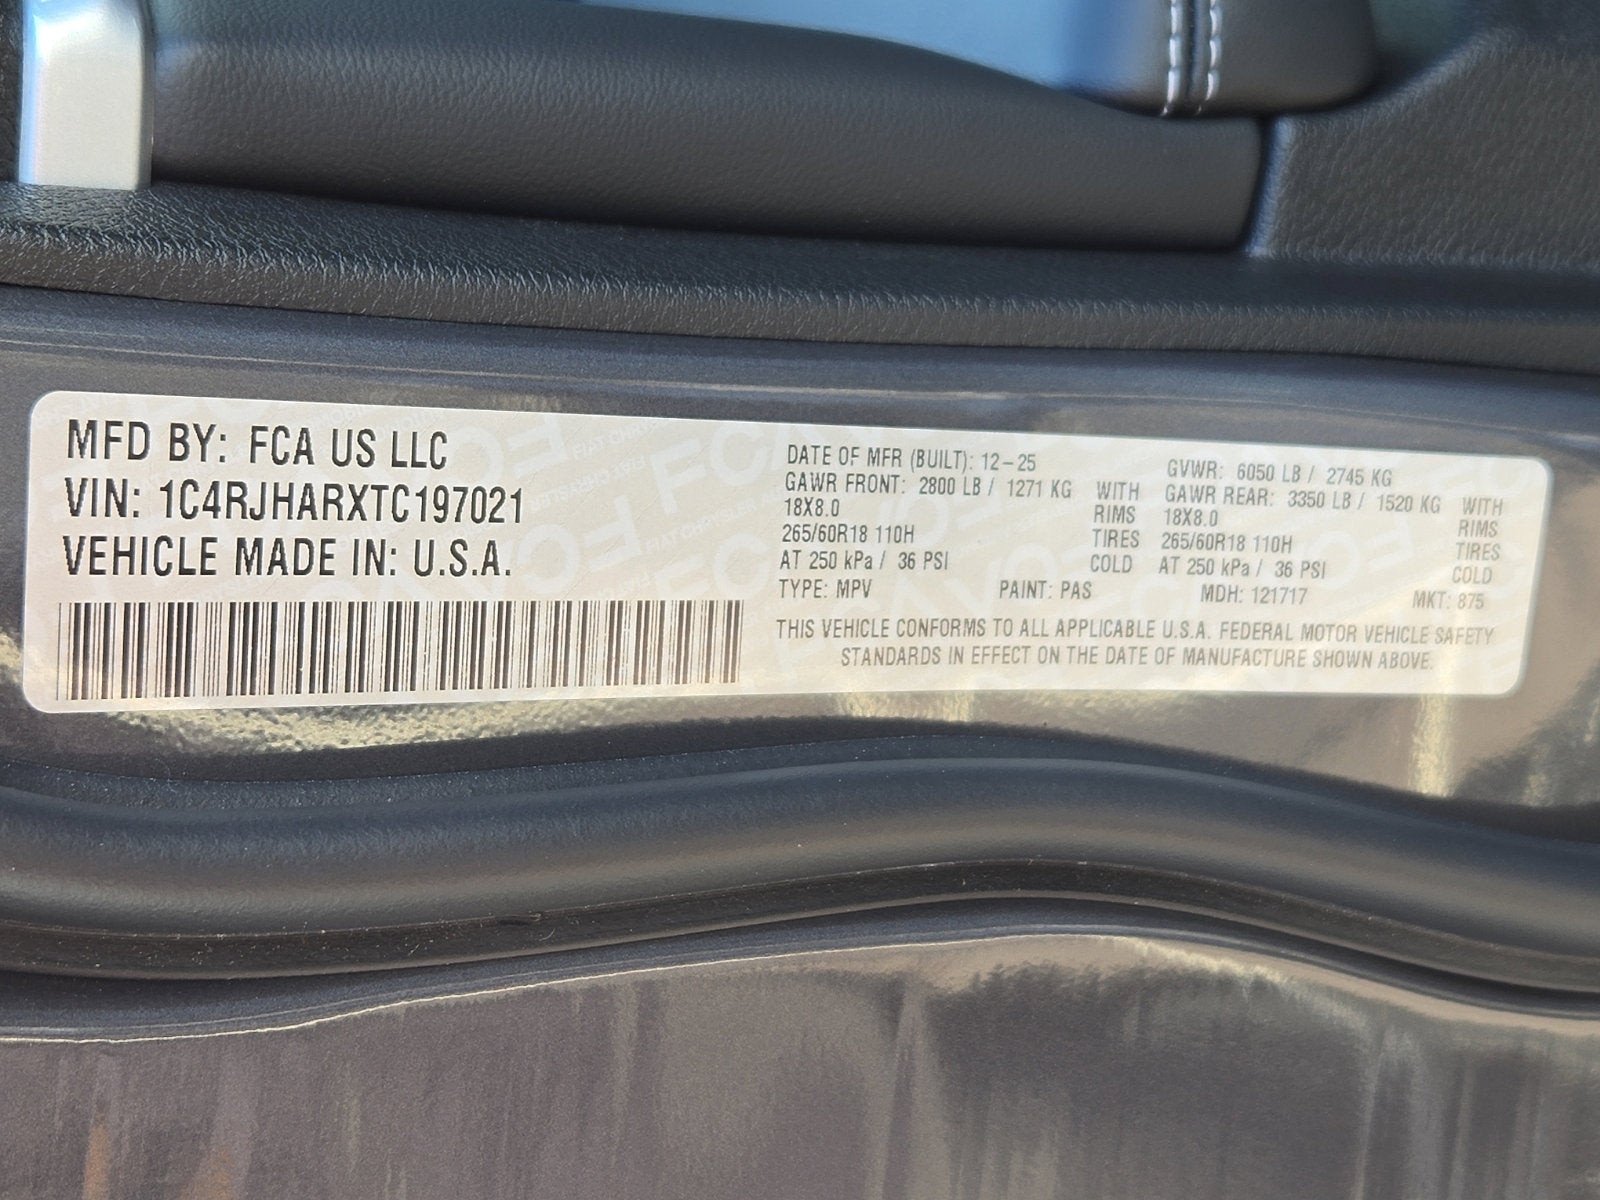 MFD BY: FCA US LLC
VIN: 1C4RJHARXTC197021
VEHICLE MADE IN: U.S.A.
DATE OF MFR (BUILT): 12-25 GVWR: 6050 LB / 2745 KG
GAWR FRONT: 2800 LB / 1271 KG WITH GAWR REAR: 3350 LB / 1520 KG WITH
18X8.0 RIMS 18X8.0 RIMS
265/60R18 110H TIRES 265/60R18 110H TIRES
AT 250 kPa / 36 PSI COLD AT 250 kPa / 36 PSI COLD
TYPE: MPV PAINT: PAS MDH: 121717 MKT: 875
THIS VEHICLE CONFORMS TO ALL APPLICABLE U.S.A. FEDERAL MOTOR VEHICLE SAFETY
STANDARDS IN EFFECT ON THE DATE OF MANUFACTURE SHOWN ABOVE.